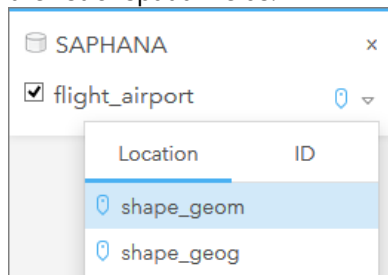 SAPHANA
flight_airport
Location ID
shape_geom
shape_geog